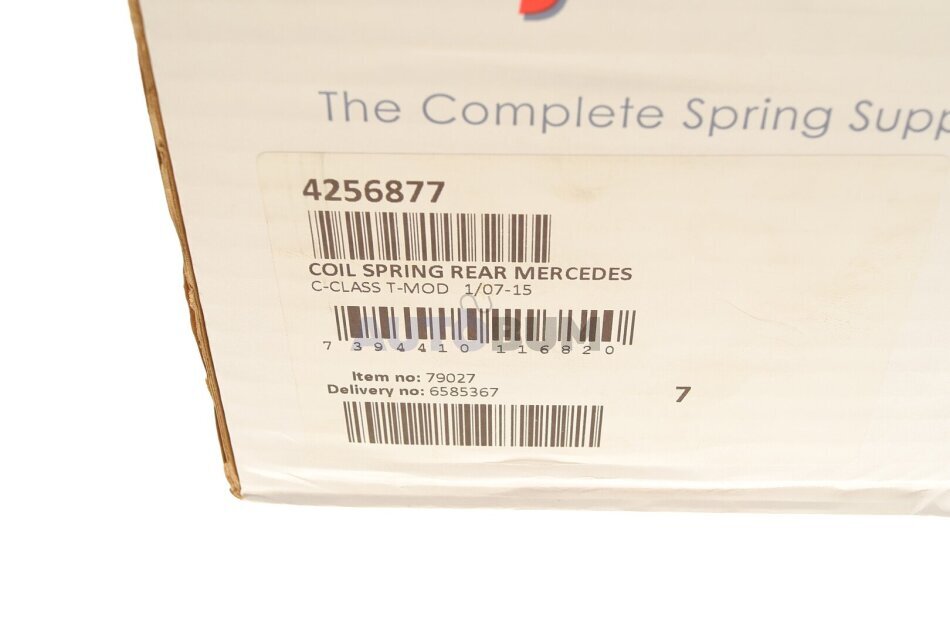 The Complete Spring
4256877
COIL SPRING REAR MERCEDES
C-CLASS T-MOD 1/07-15
AUTOBUM
7 394410 116820
Item no: 79027
Delivery no: 6585367
7